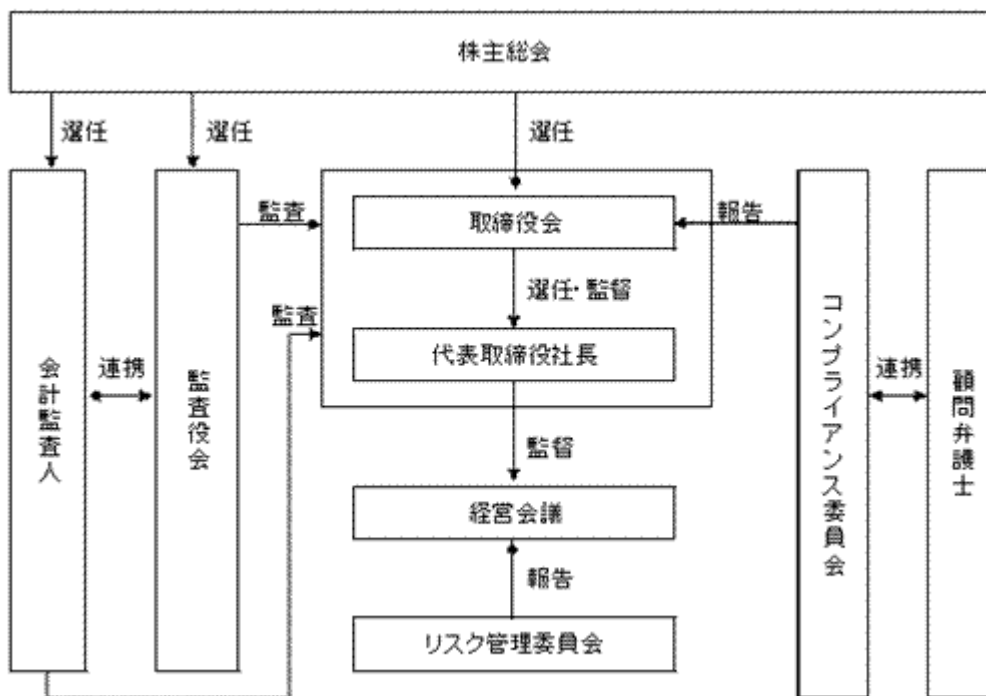 株主総会
選任
選任
選任
監査
取締役会
報告
選任・監督
監査
代表取締役社長
会計監査人
連携
監査役会
コンプライアンス委員会
連携
顧問弁護士
監督
経営会議
報告
リスク管理委員会